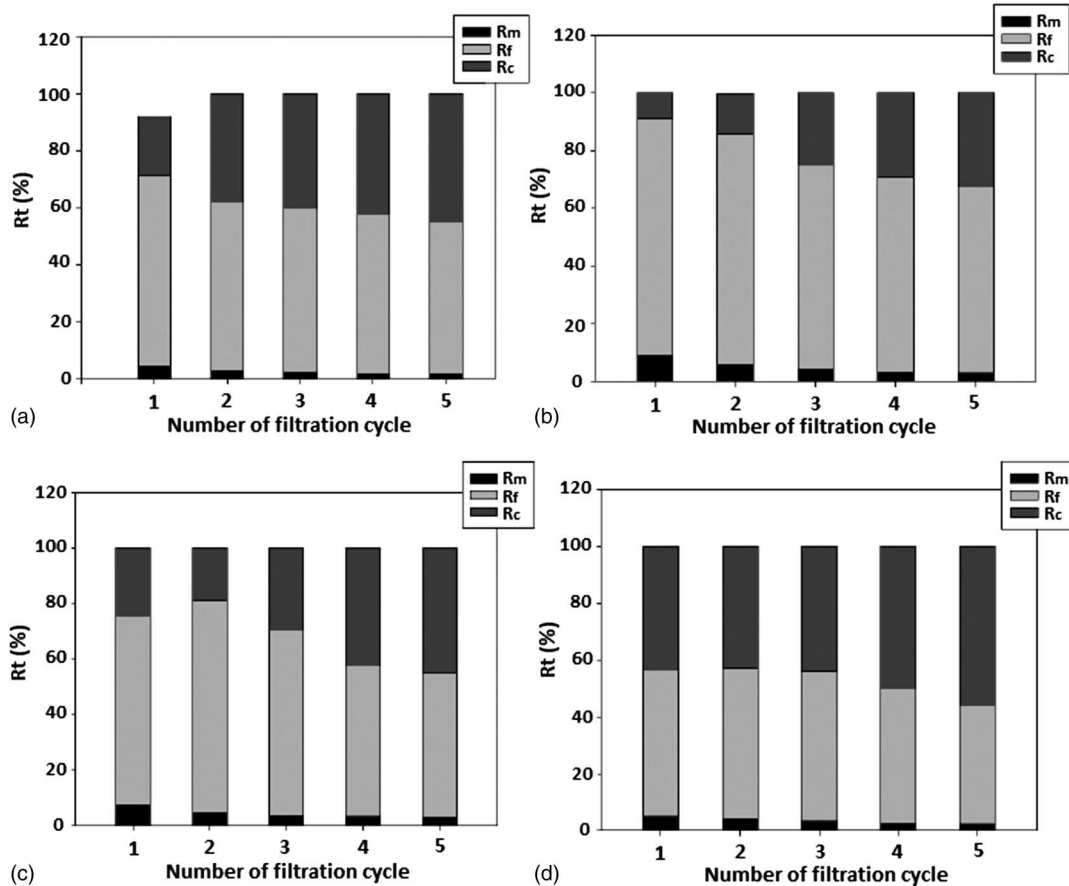 120
100
80
60
40
20
0
Rt (%)
Rm
Rf
Rc
1 2 3 4 5
Number of filtration cycle
(a)
120
100
80
60
40
20
0
Rt (%)
Rm
Rf
Rc
1 2 3 4 5
Number of filtration cycle
(b)
120
100
80
60
40
20
0
Rt (%)
Rm
Rf
Rc
1 2 3 4 5
Number of filtration cycle
(c)
120
100
80
60
40
20
0
Rt (%)
Rm
Rf
Rc
1 2 3 4 5
Number of filtration cycle
(d)